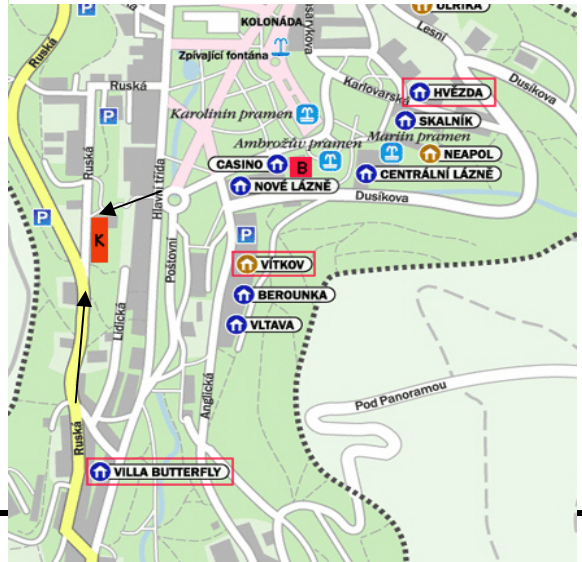 ULRIKA
KOLONÁDA
P
Lesní
Ruská
Zpívající fontána
Ruská
Karlovarská
HVĚZDA
Dusíkova
Karolinin pramen
P
SKALNÍK
Ambrožův pramen
Mariin pramen
NEAPOL
CASINO
B
CENTRÁLNÍ LÁZNĚ
NOVÉ LÁZNĚ
Ruská
Hlavní třída
Dusíkova
P
K
P
Poštovní
VÍTKOV
BEROUNKA
Lidická
VLTAVA
Anglická
Pod Panoramou
Ruská
VILLA BUTTERFLY